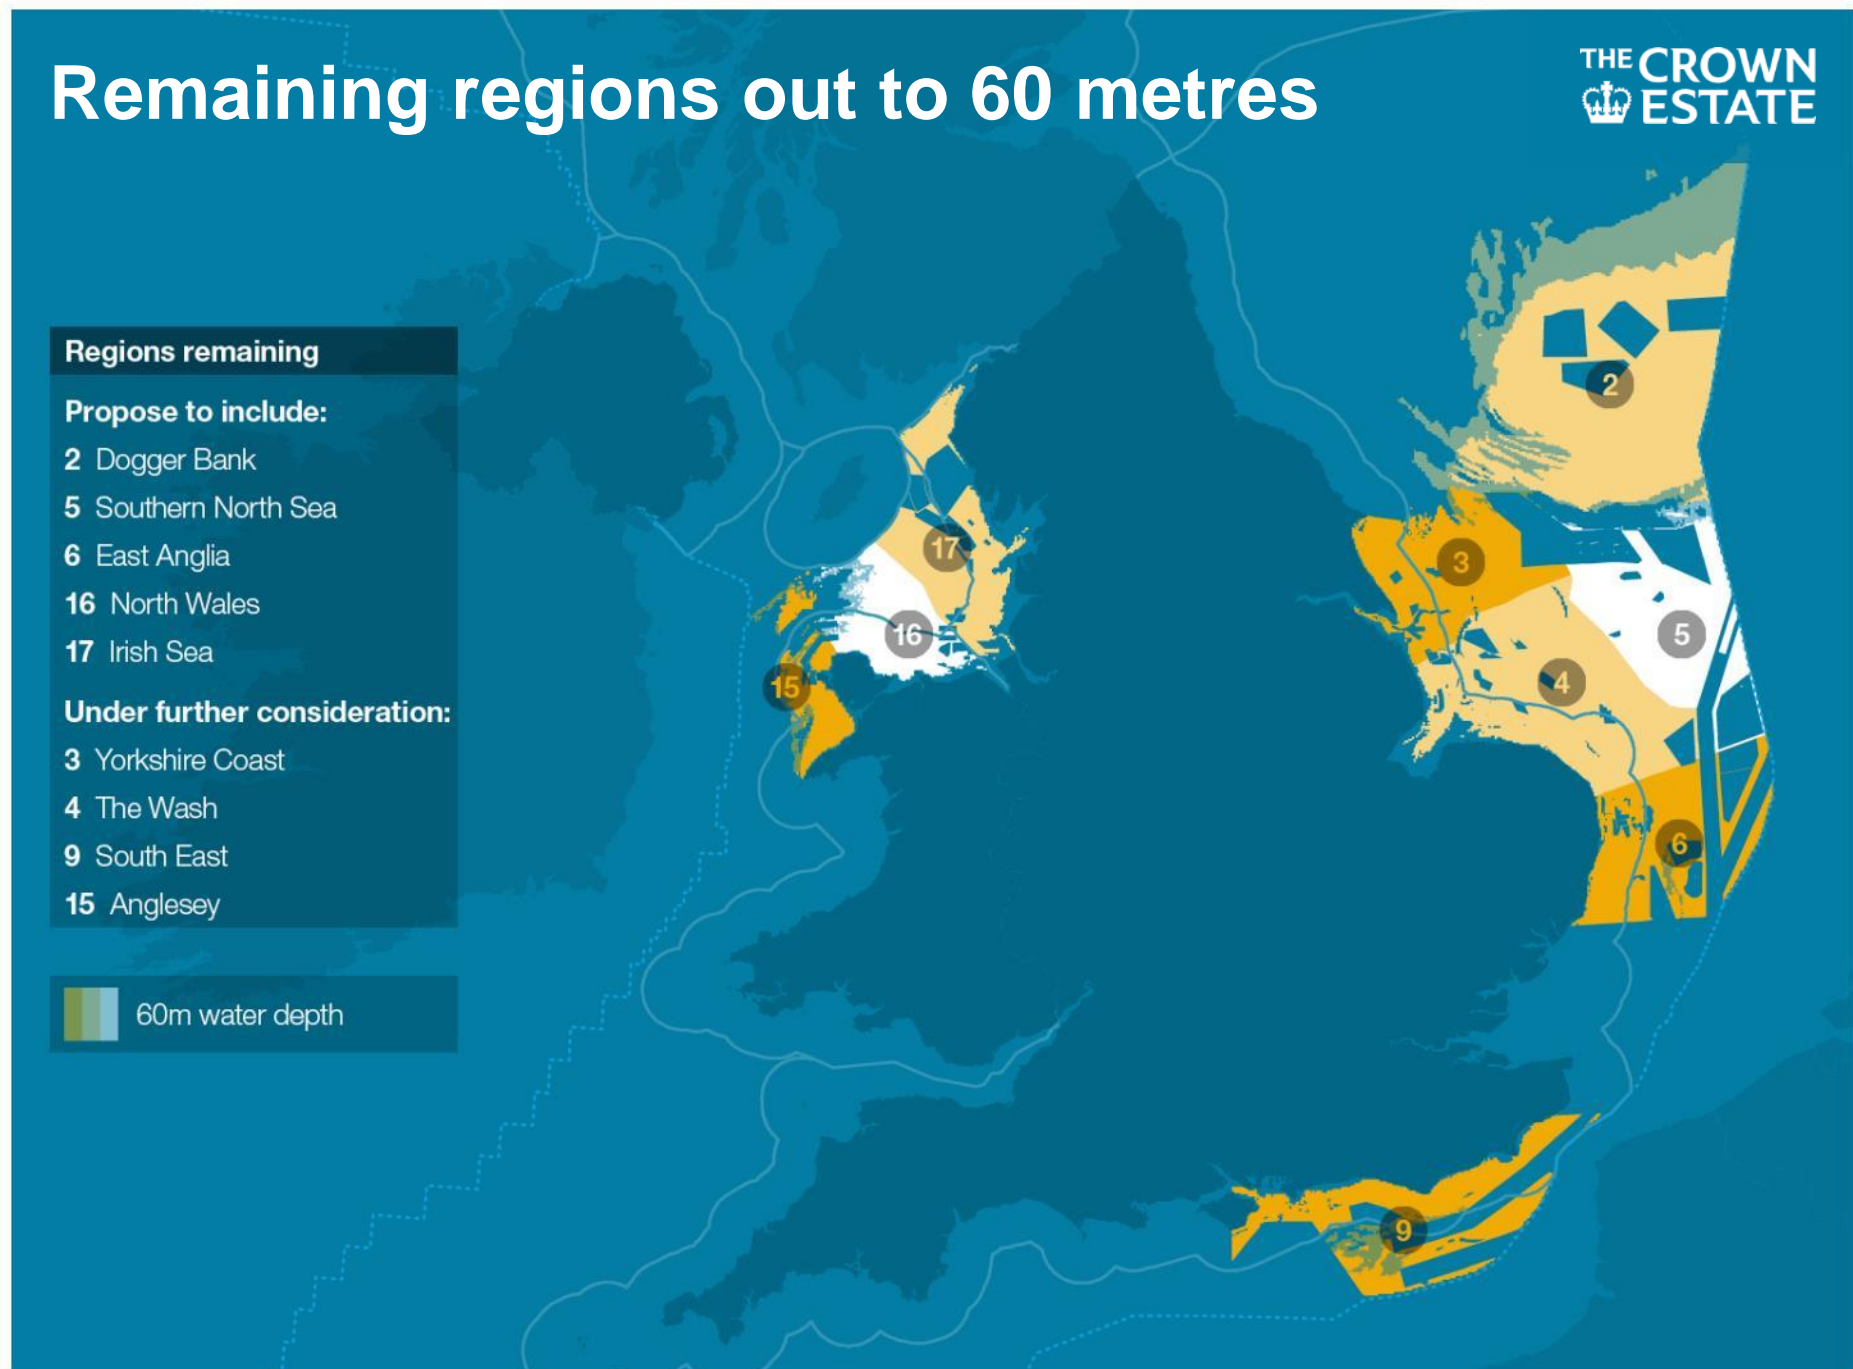 Remaining regions out to 60 metres
THE CROWN
ESTATE
Regions remaining
Propose to include:
2 Dogger Bank
5 Southern North Sea
6 East Anglia
16 North Wales
17 Irish Sea
Under further consideration:
3 Yorkshire Coast
4 The Wash
9 South East
15 Anglesey
60m water depth
2
17
3
16
5
15
4
6
9